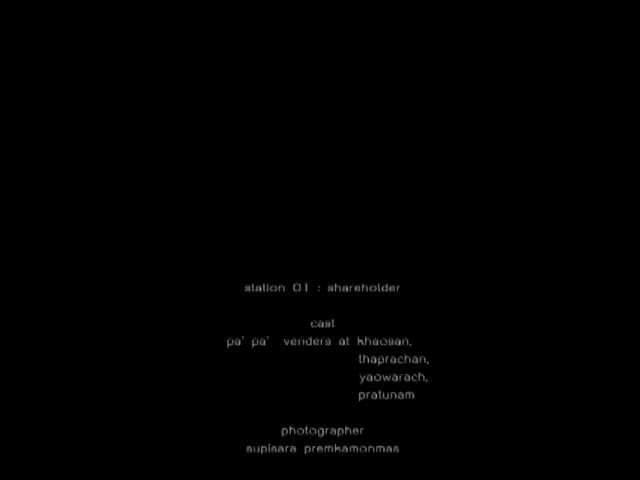 station 01 : shareholder
cast
pa' pa' venders at khaosan,
thaprachan,
yaowarach,
pratunam
photographer
supisara premkamonmas